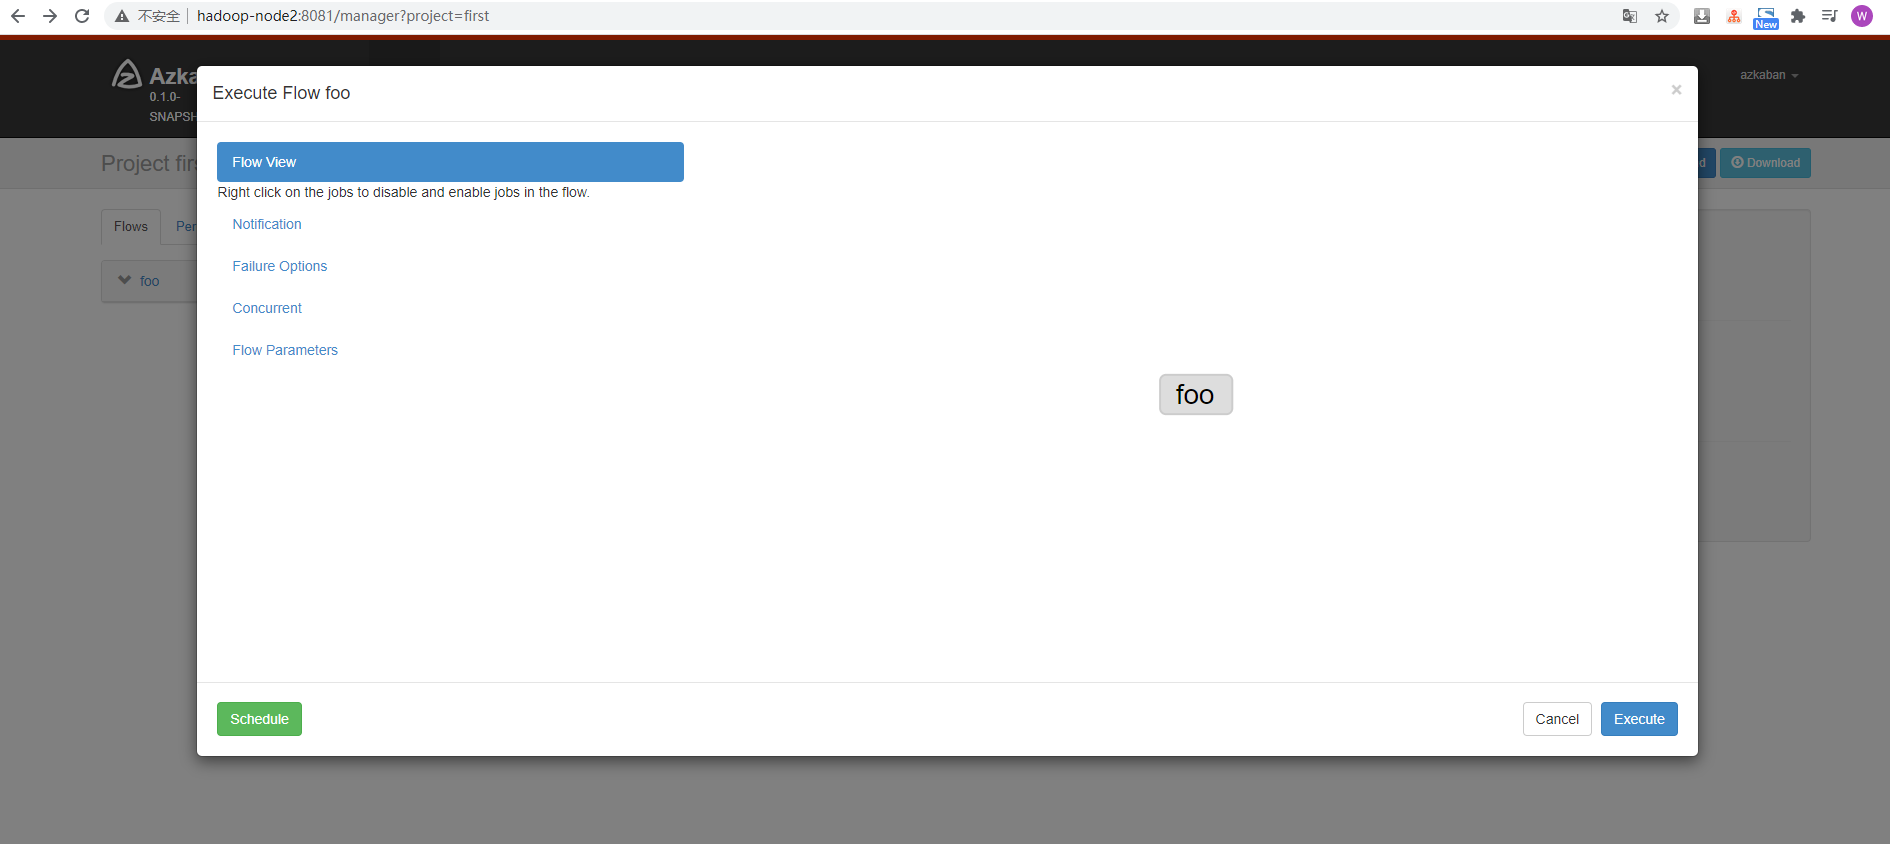 不安全 hadoop-node2:8081/manager?project=first
New
W
Azka
0.1.0-
SNAPSH
azkaban
Execute Flow foo
×
Project firs
d
Download
Flow View
Right click on the jobs to disable and enable jobs in the flow.
Flows
Per
Notification
Failure Options
foo
Concurrent
Flow Parameters
foo
Schedule
Cancel
Execute